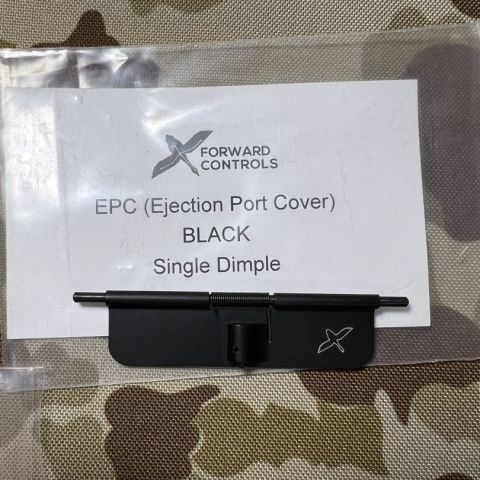 FORWARD
CONTROLS
EPC (Ejection Port Cover)
BLACK
Single Dimple